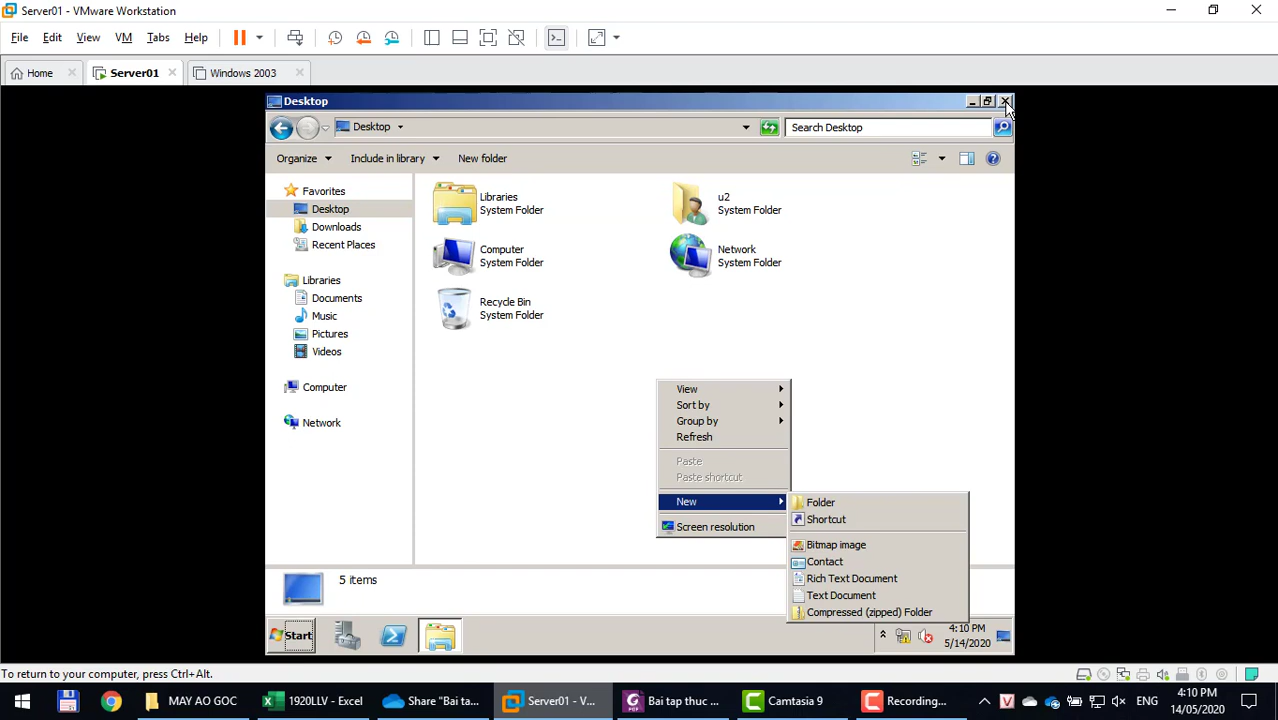 Server01 - VMware Workstation
File Edit View VM Tabs Help
Home Server01 Windows 2003
Desktop
Desktop Search Desktop
Organize Include in library New folder
Favorites
Desktop
Downloads
Recent Places
Libraries
Documents
Music
Pictures
Videos
Computer
Network
Libraries
System Folder
u2
System Folder
Computer
System Folder
Network
System Folder
Recycle Bin
System Folder
View
Sort by
Group by
Refresh
Paste
Paste shortcut
New
Screen resolution
Folder
Shortcut
Bitmap image
Contact
Rich Text Document
Text Document
Compressed (zipped) Folder
5 items
Start
4:10 PM
5/14/2020
To return to your computer, press Ctrl+Alt.
MAY AO GOC
1920LLV - Excel
Share "Bai ta...
Server01 - V...
Bai tap thuc ...
Camtasia 9
Recording...
ENG
4:10 PM
14/05/2020